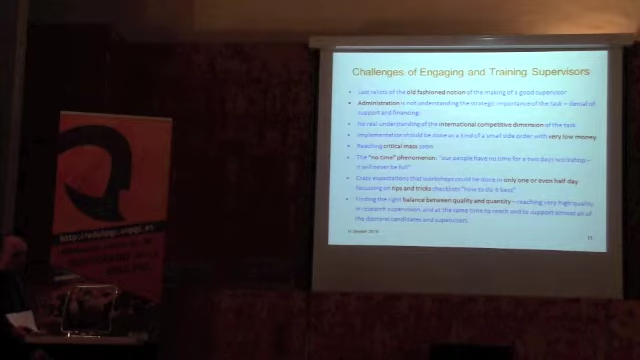 Challenges of Engaging and Training Supervisors
• Last relicts of the old fashioned notion of the making of a good supervisor
• Administration is not understanding the strategic importance of the task – denial of
support and financing
• No real understanding of the international competitive dimension of the task
• Implementation should be done as a kind of a small side order with very low money
• Reaching critical mass soon
• The "no time" phenomenon: "our people have no time for a two days workshop –
it will never be full"
• Crazy expectations that workshops could be done in only one or even half day
focussing on tips and tricks checklists "how to do it best"
• Finding the right balance between quality and quantity – reaching very high quality
in research supervision, and at the same time to reach and to support almost all of
the doctoral candidates and supervisors.